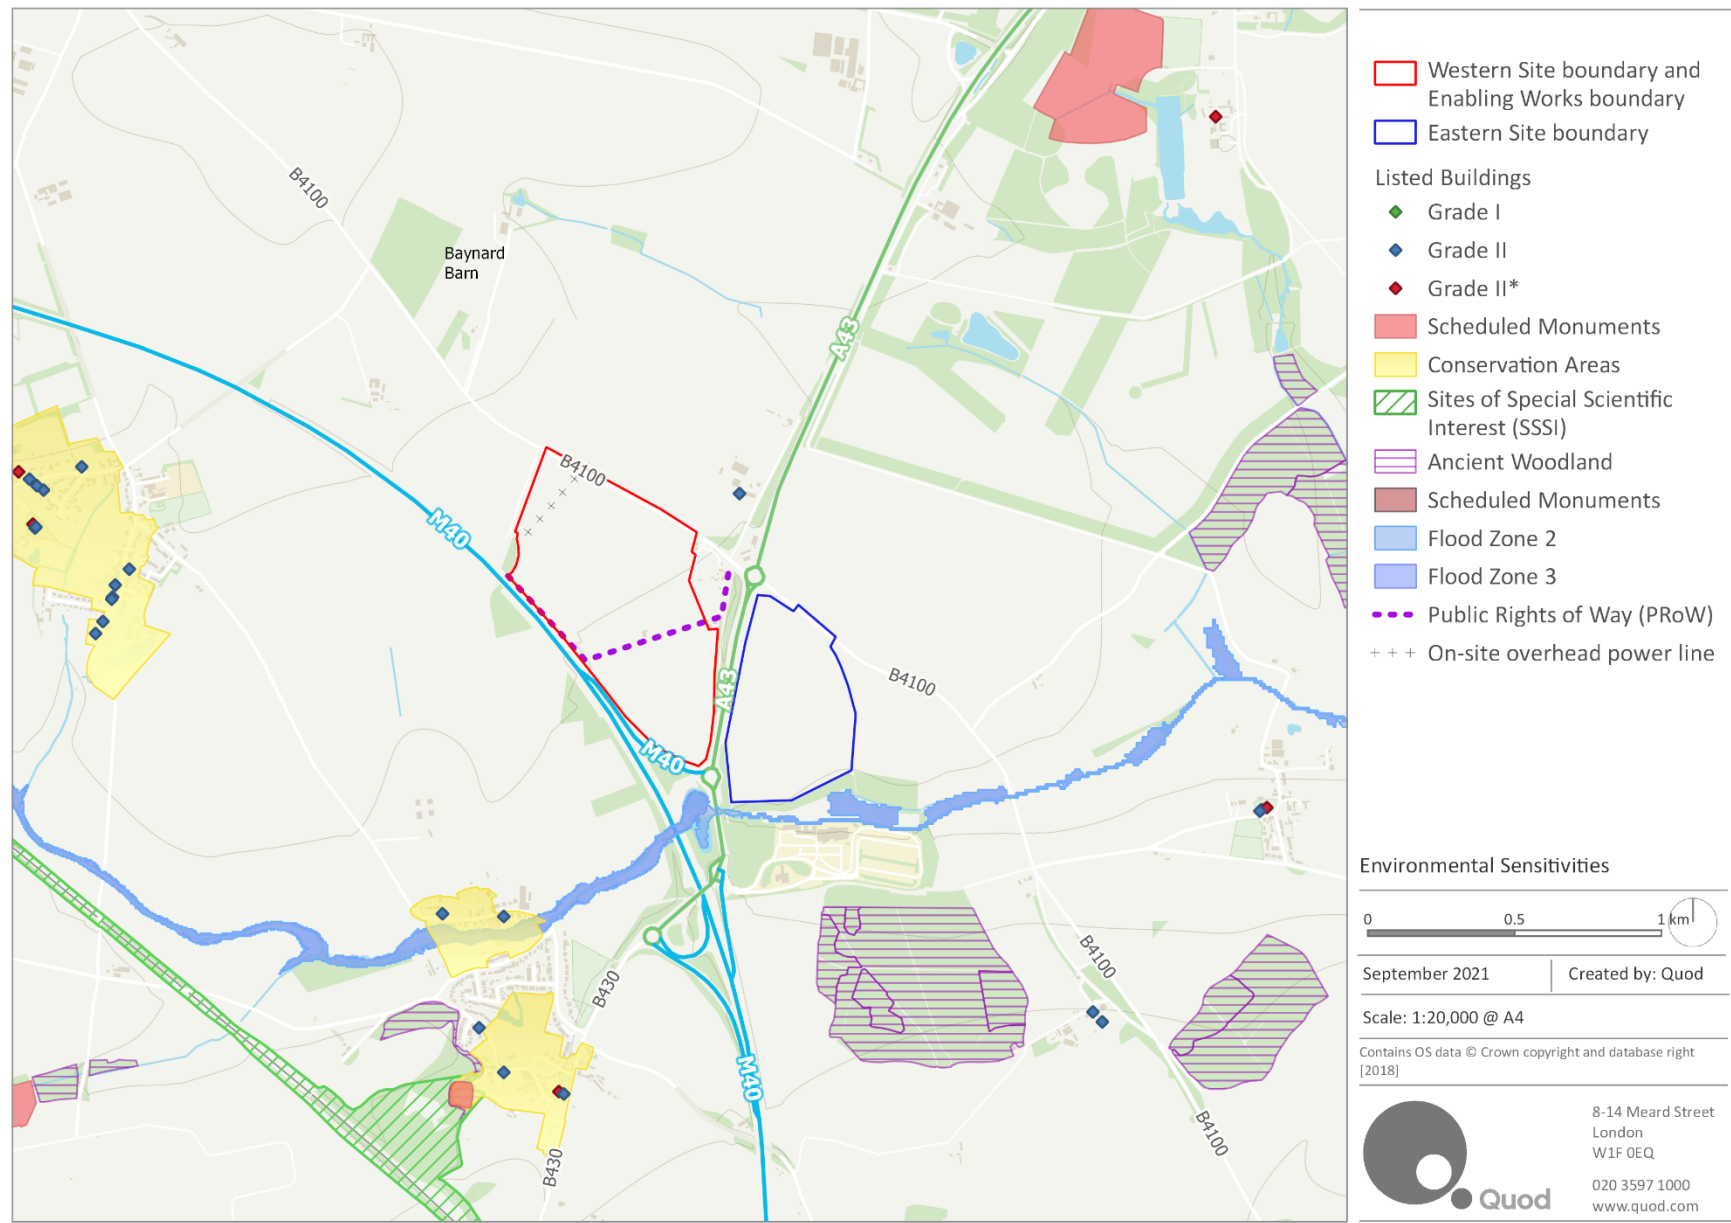 B4100
Baynard
Barn
A43
B4100
M40
A43
B4100
M40
B430
B4100
M40
B4100
B430
Western Site boundary and
Enabling Works boundary
Eastern Site boundary
Listed Buildings
Grade I
Grade II
Grade II*
Scheduled Monuments
Conservation Areas
Sites of Special Scientific
Interest (SSSI)
Ancient Woodland
Scheduled Monuments
Flood Zone 2
Flood Zone 3
Public Rights of Way (PRoW)
On-site overhead power line
Environmental Sensitivities
0 0.5 1 km
September 2021 Created by: Quod
Scale: 1:20,000 @ A4
Contains OS data © Crown copyright and database right
[2018]
Quod
8-14 Meard Street
London
W1F 0EQ
020 3597 1000
www.quod.com